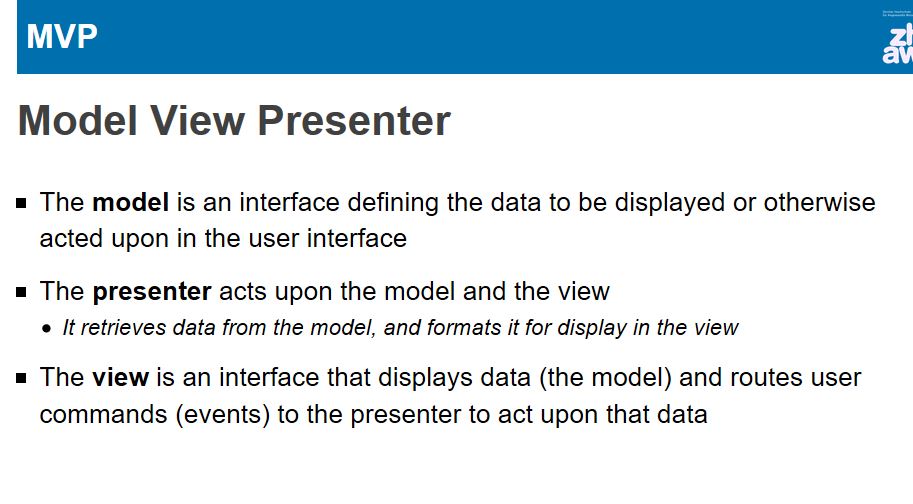 MVP
zh
aw
Model View Presenter
The model is an interface defining the data to be displayed or otherwise
acted upon in the user interface
The presenter acts upon the model and the view
It retrieves data from the model, and formats it for display in the view
The view is an interface that displays data (the model) and routes user
commands (events) to the presenter to act upon that data